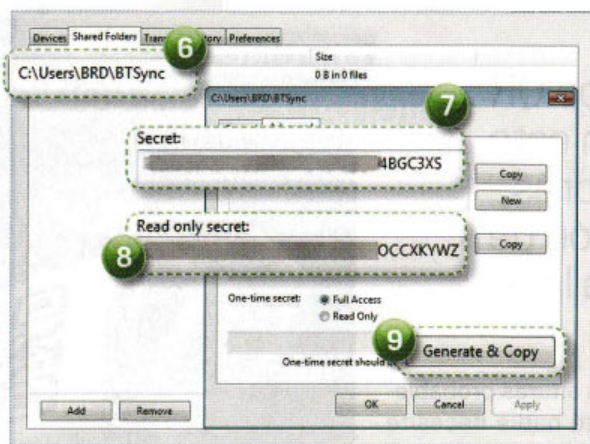 Devices Shared Folders Preferences
6
Size
C:\Users\BRD\BTSync
0 B in 0 files
C:\Users\BRD\BTSync
7
Secret:
4BGC3XS
Copy
New
Read only secret:
8
OCCXKYWZ
Copy
One-time secret: Full Access
Read Only
9
Generate & Copy
One-time secret should
Add Remove OK Cancel Apply